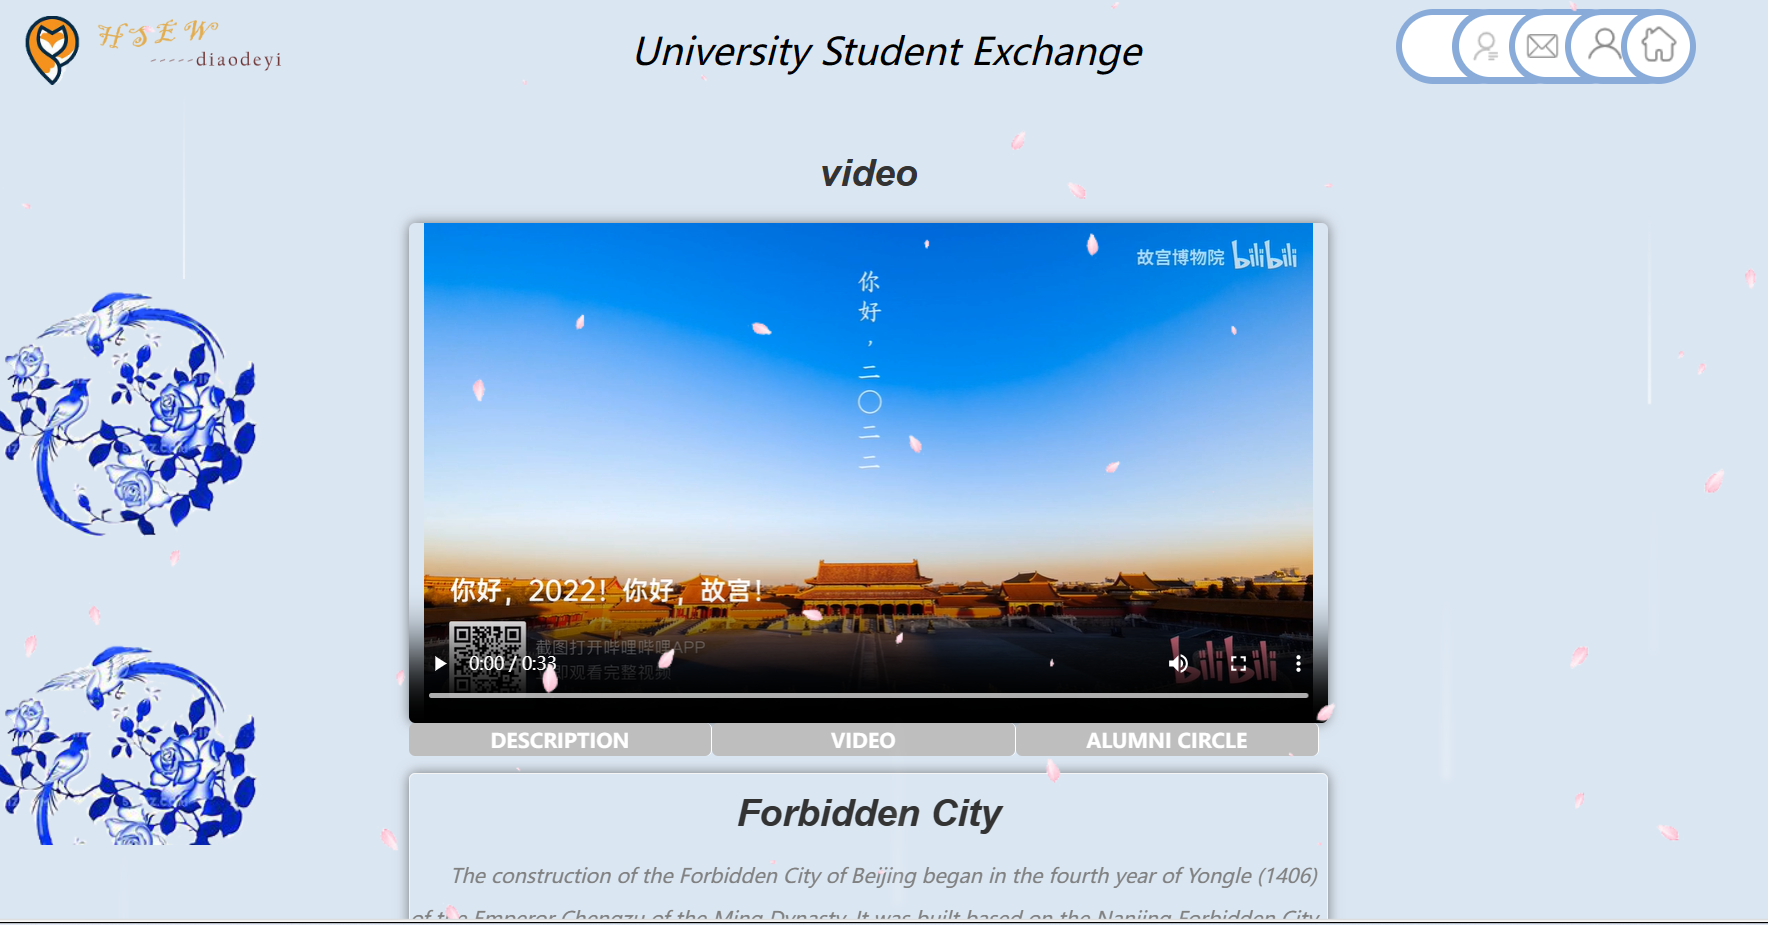 HSEW
-----diaodeyi
University Student Exchange
video
故宫博物院 bilibili
你好，二〇二二
你好，2022！你好，故宫！
截图打开哔哩哔哩APP
即观看完整视频
0:00 / 0:33
bilibili
DESCRIPTION
VIDEO
ALUMNI CIRCLE
Forbidden City
The construction of the Forbidden City of Beijing began in the fourth year of Yongle (1406)
of the Emperor Chengzu of the Ming Dynasty. It was built based on the Nanjing Forbidden City